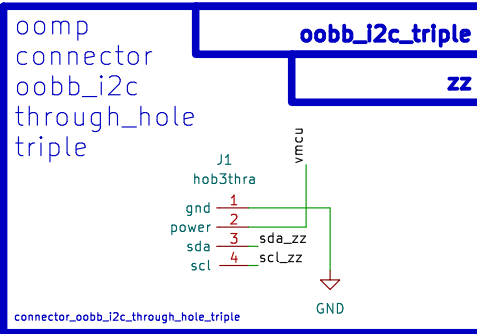 oomp
connector
oobb_i2c
through_hole
triple
oobb_i2c_triple
zz
vmcu
J1
hob3thra
gnd 1
power 2
sda 3 sda_zz
scl 4 scl_zz
GND
connector_oobb_i2c_through_hole_triple